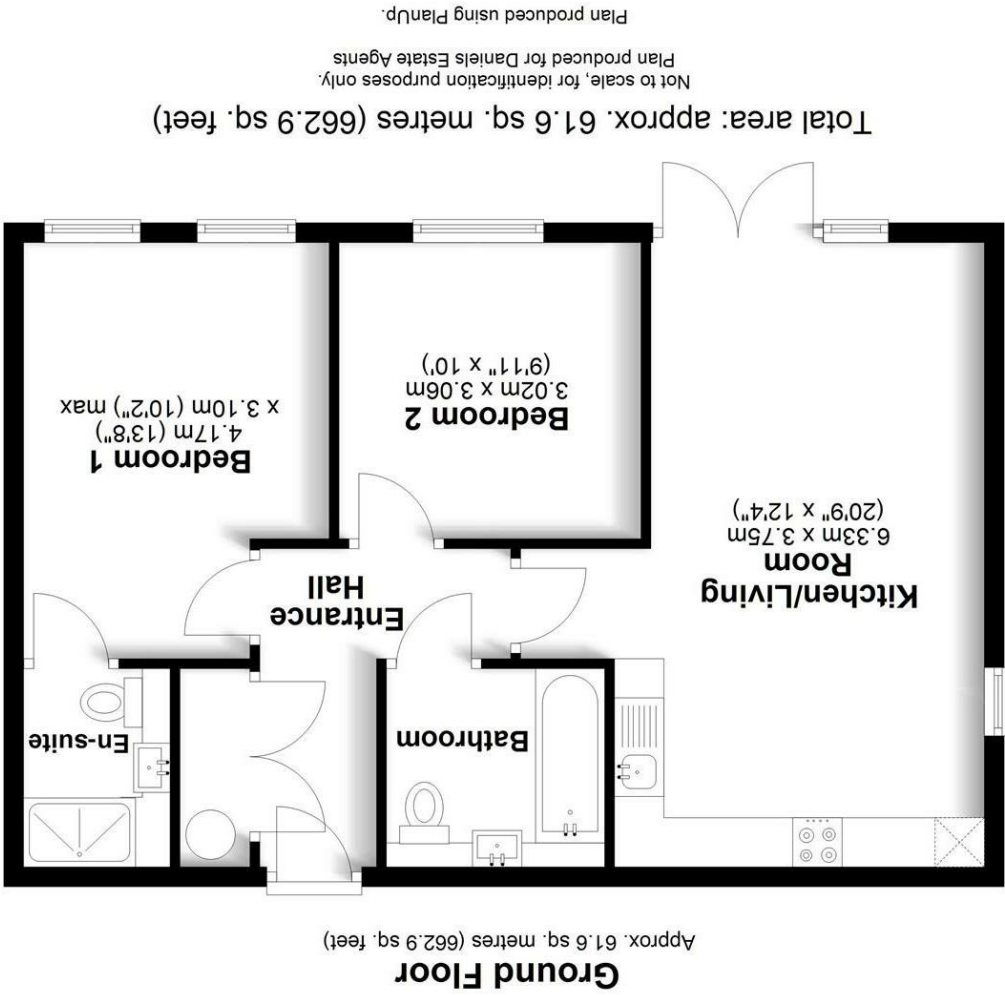 Ground Floor
Approx. 61.6 sq. metres (662.9 sq. feet)
Kitchen/Living
Room
6.33m x 3.75m
(20'9" x 12'4")
Bathroom
En-suite
Entrance
Hall
Bedroom 2
3.02m x 3.06m
(9'11" x 10')
Bedroom 1
4.17m (13'8")
x 3.10m (10'2") max
Total area: approx. 61.6 sq. metres (662.9 sq. feet)
Not to scale, for identification purposes only.
Plan produced for Daniels Estate Agents
Plan produced using PlanUp.